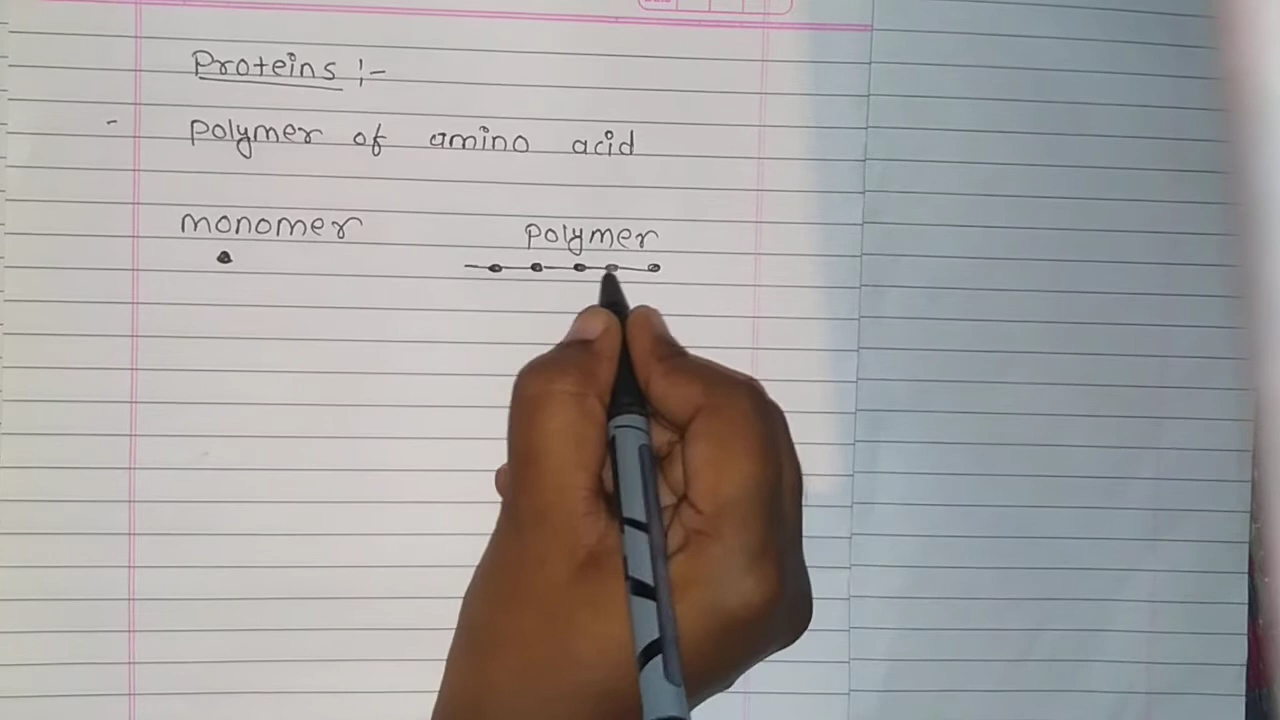 Proteins :-
- Polymer of amino acid
monomer polymer